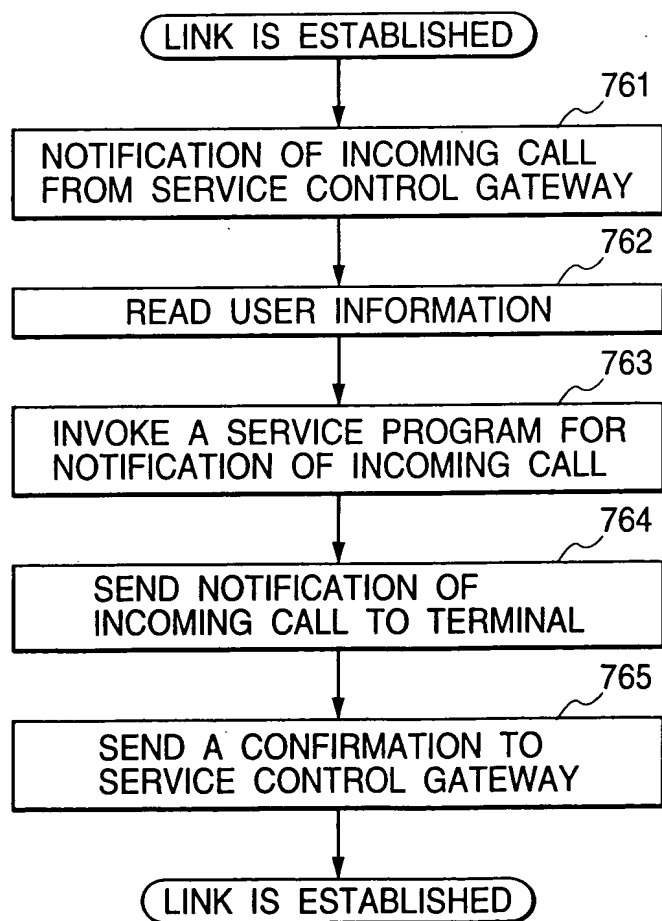 LINK IS ESTABLISHED
761
NOTIFICATION OF INCOMING CALL
FROM SERVICE CONTROL GATEWAY
762
READ USER INFORMATION
763
INVOKE A SERVICE PROGRAM FOR
NOTIFICATION OF INCOMING CALL
764
SEND NOTIFICATION OF
INCOMING CALL TO TERMINAL
765
SEND A CONFIRMATION TO
SERVICE CONTROL GATEWAY
LINK IS ESTABLISHED